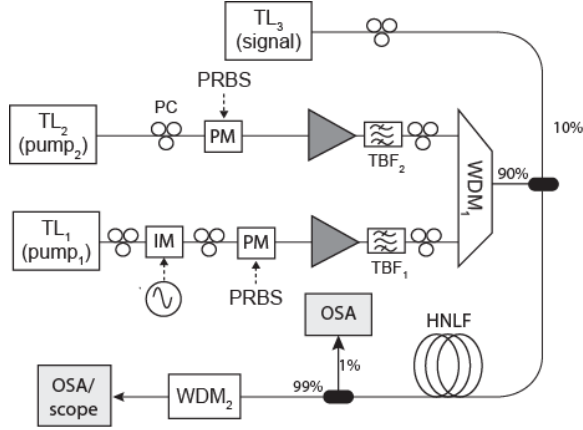 TL₃
(signal)
PRBS
PC
TL₂
(pump₂)
PM
TBF₂
10%
90%
WDM₁
TL₁
(pump₁)
IM
PM
TBF₁
PRBS
OSA
HNLF
1%
99%
OSA/
scope
WDM₂